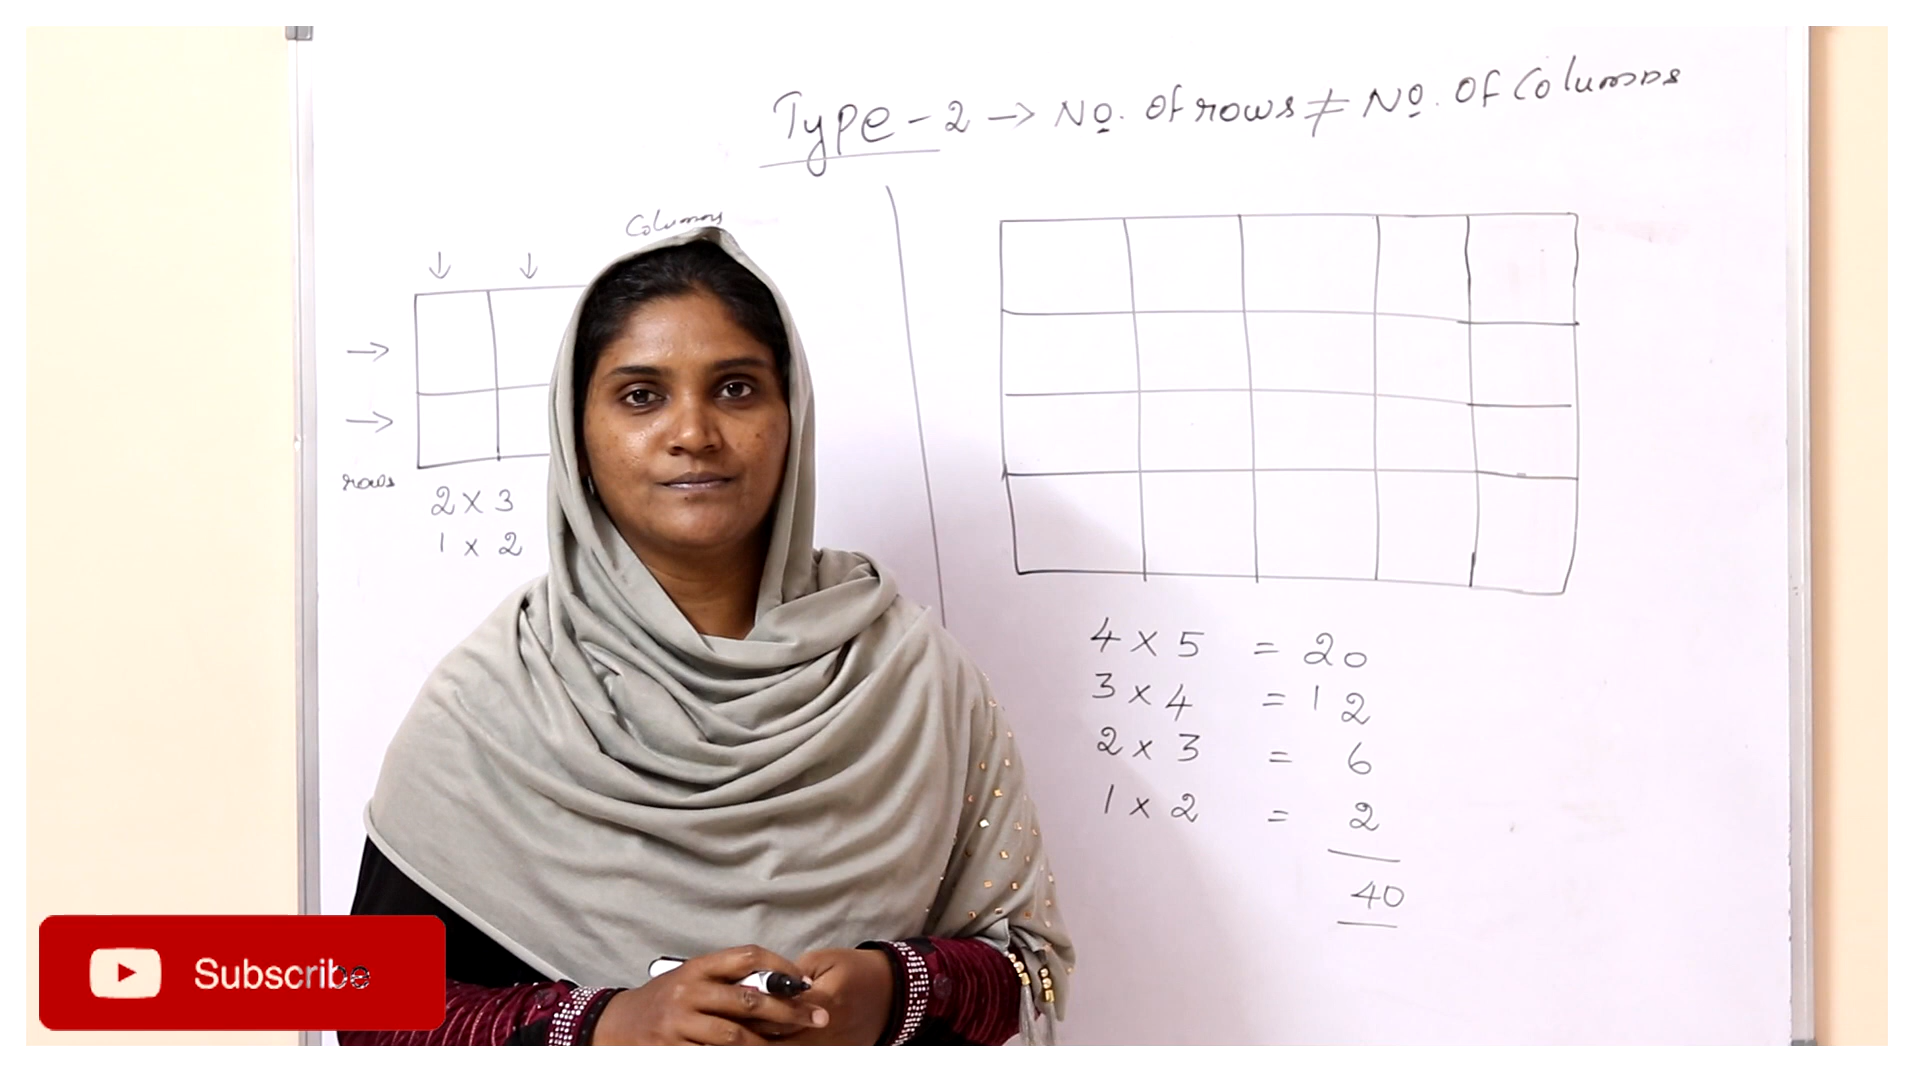 Type-2 → No. Of rows ≠ No. Of Columns
Columns
↓ ↓
→
→
rows
2 x 3
1 x 2
4 x 5 = 20
3 x 4 = 12
2 x 3 = 6
1 x 2 = 2
40
Subscribe